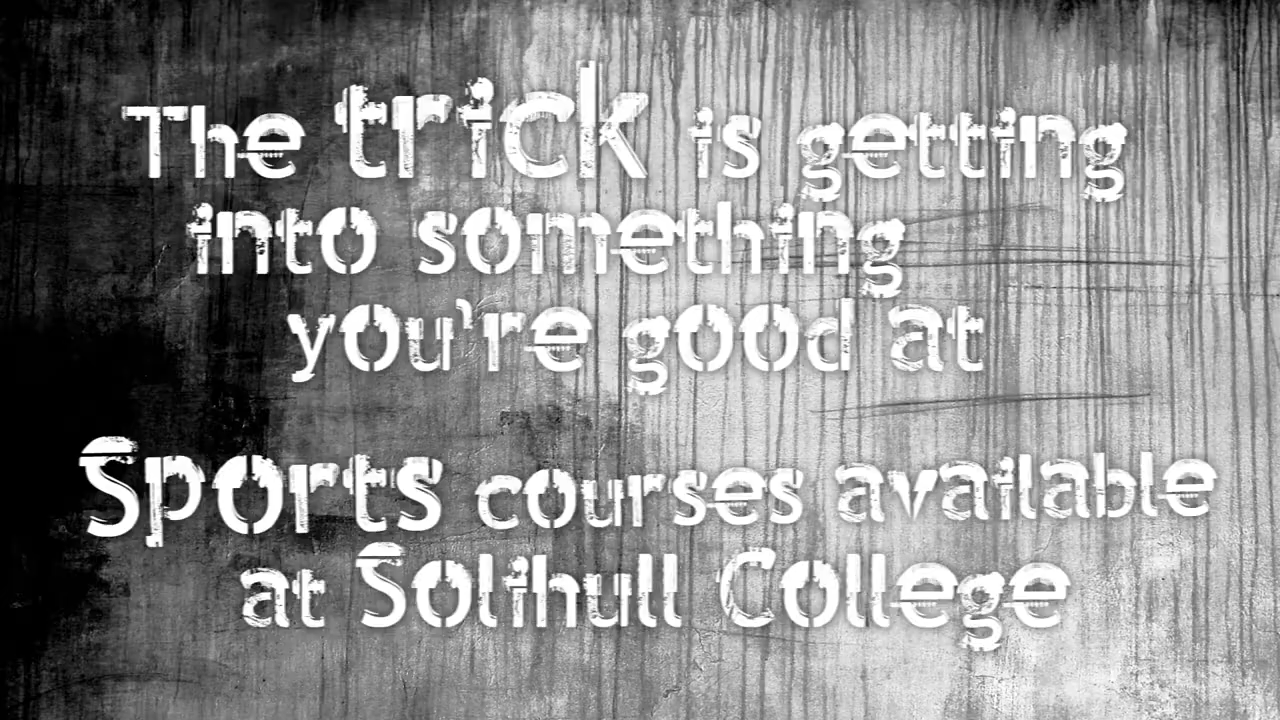 The trick is getting
into something
you're good at
Sports courses available
at Solihull College